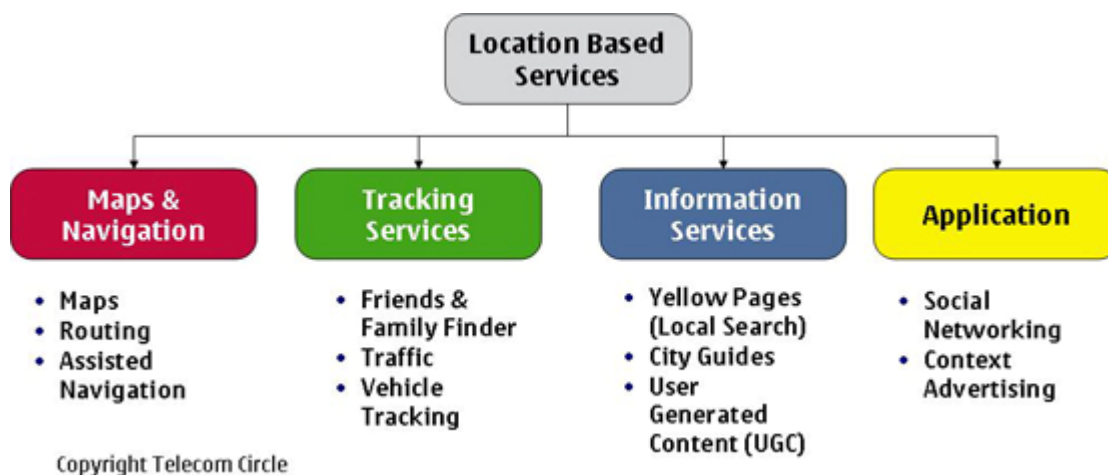 Location Based
Services
Maps &
Navigation
Tracking
Services
Information
Services
Application
• Maps
• Routing
• Assisted
Navigation
• Friends &
Family Finder
• Traffic
• Vehicle
Tracking
• Yellow Pages
(Local Search)
• City Guides
• User
Generated
Content (UGC)
• Social
Networking
• Context
Advertising
Copyright Telecom Circle